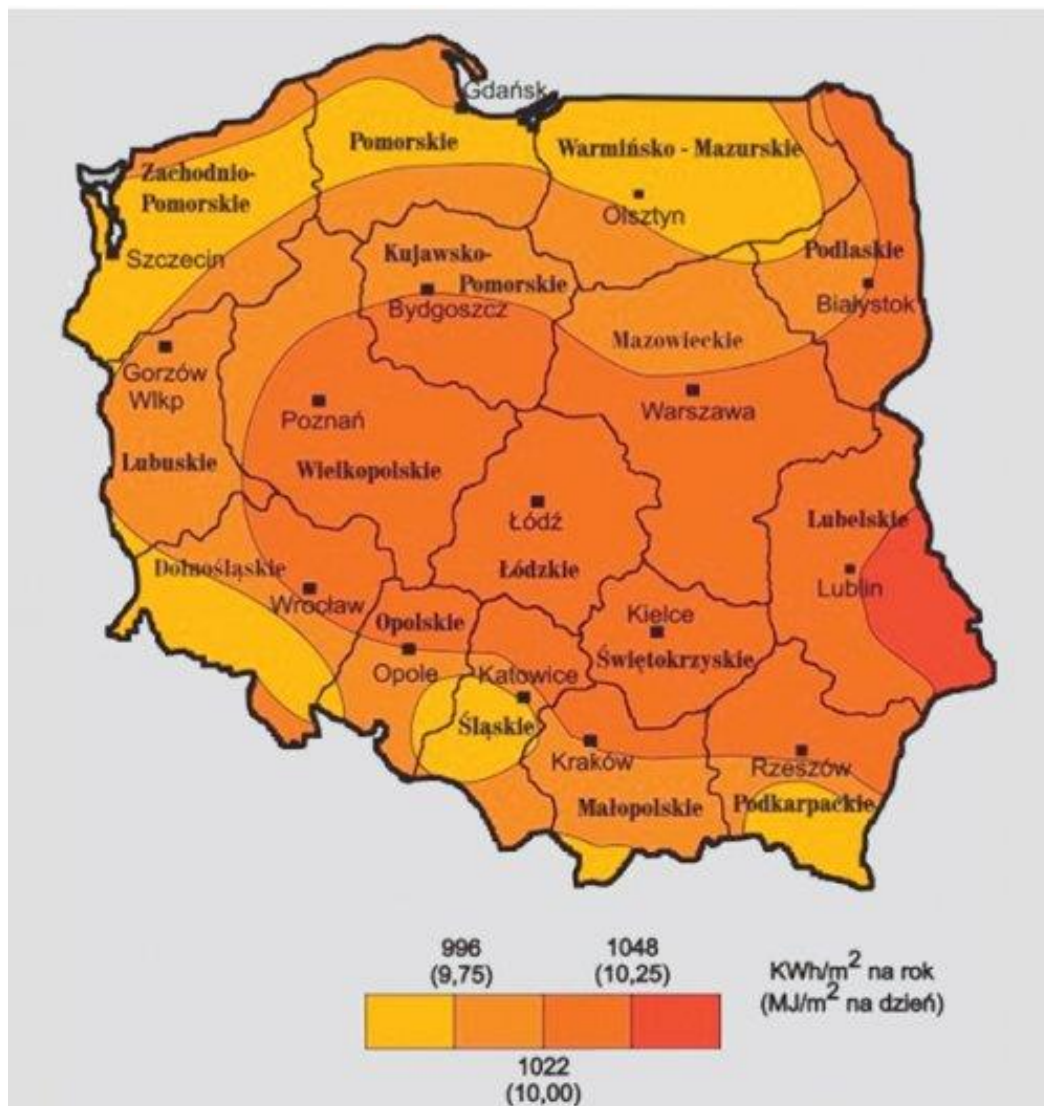 Gdańsk
Pomorskie
Warmińsko - Mazurskie
Zachodnio-
Pomorskie
Olsztyn
Szczecin
Kujawsko-
Pomorskie
Podlaskie
Bydgoszcz
Białystok
Mazowieckie
Gorzów
Wlkp
Poznań
Warszawa
Lubuskie
Wielkopolskie
Łódź
Lubelskie
Dolnośląskie
Łódzkie
Lublin
Wrocław
Opolskie
Kielce
Świętokrzyskie
Opole
Katowice
Śląskie
Kraków
Rzeszów
Małopolskie
Podkarpackie
996
(9,75)
1048
(10,25)
KWh/m² na rok
(MJ/m² na dzień)
1022
(10,00)